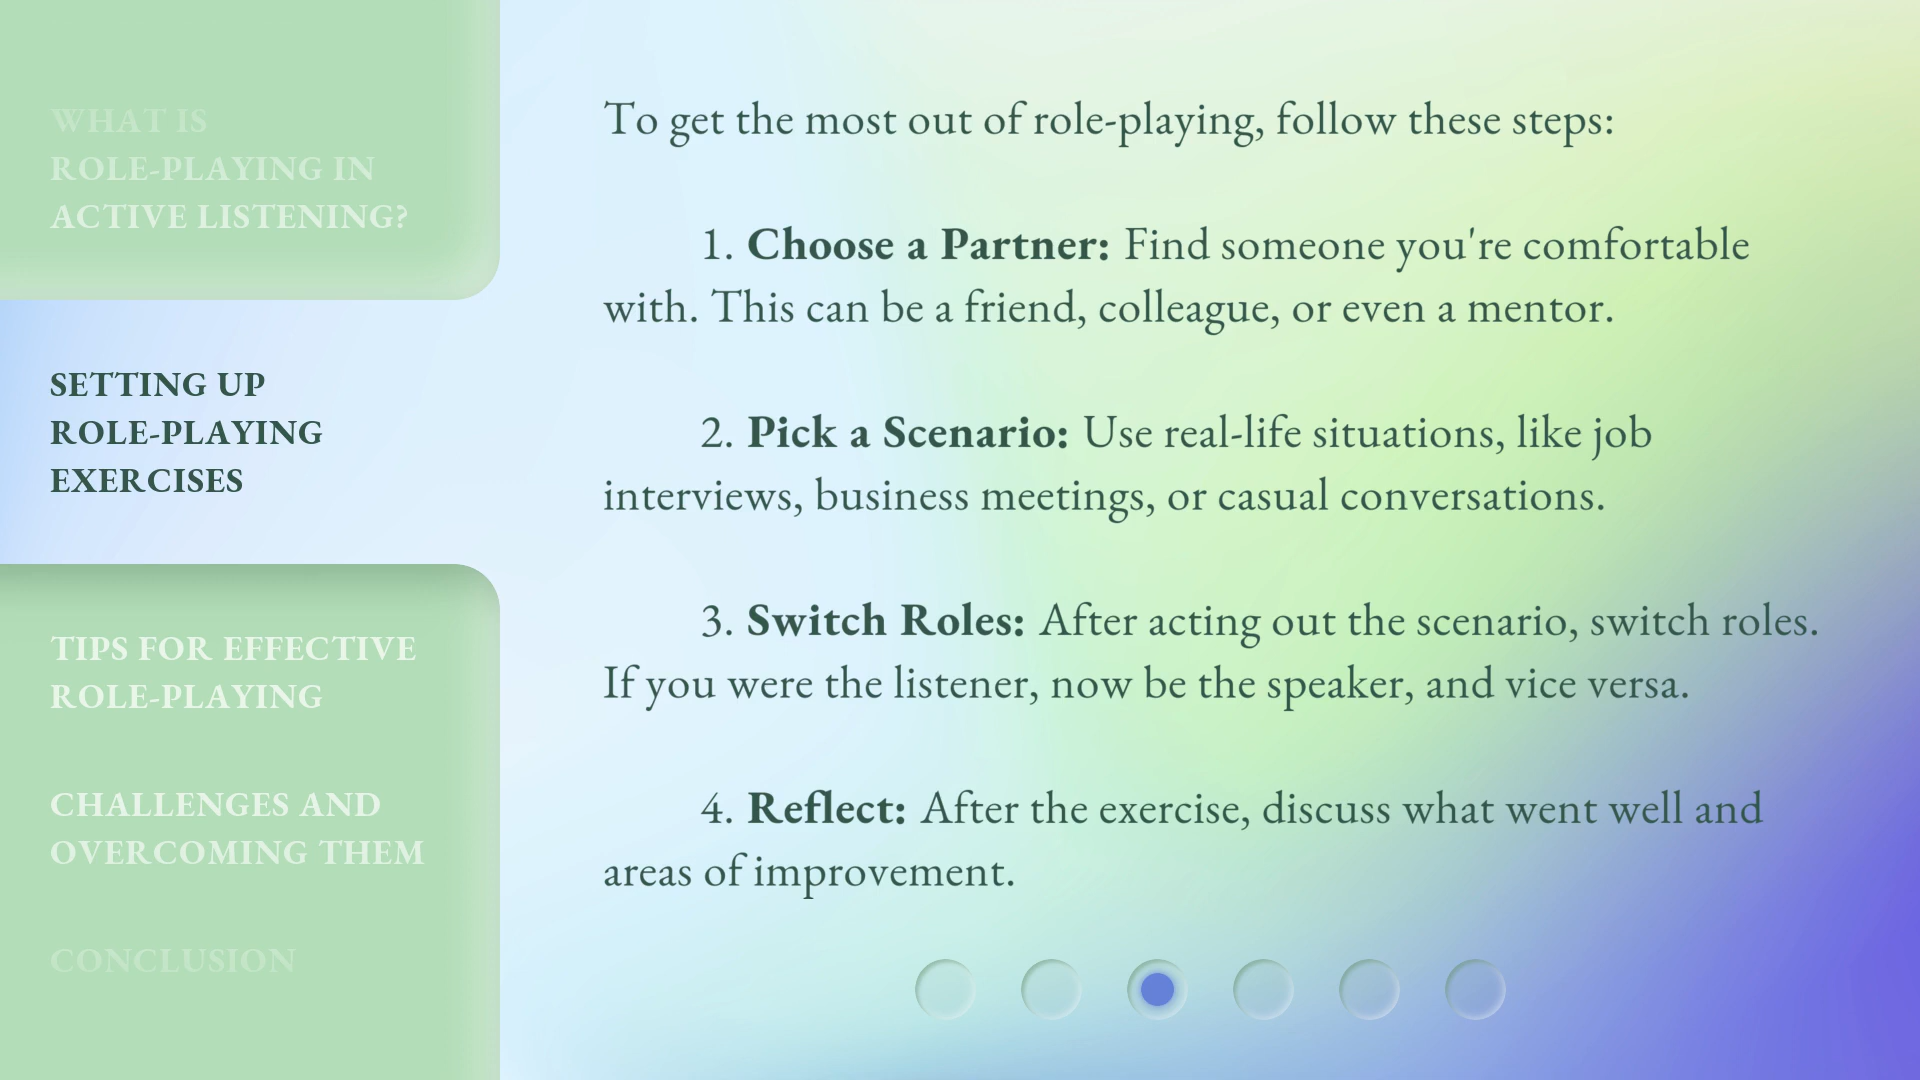 WHAT IS
ROLE-PLAYING IN
ACTIVE LISTENING?
SETTING UP
ROLE-PLAYING
EXERCISES
TIPS FOR EFFECTIVE
ROLE-PLAYING
CHALLENGES AND
OVERCOMING THEM
CONCLUSION
To get the most out of role-playing, follow these steps:
1. Choose a Partner: Find someone you're comfortable
with. This can be a friend, colleague, or even a mentor.
2. Pick a Scenario: Use real-life situations, like job
interviews, business meetings, or casual conversations.
3. Switch Roles: After acting out the scenario, switch roles.
If you were the listener, now be the speaker, and vice versa.
4. Reflect: After the exercise, discuss what went well and
areas of improvement.